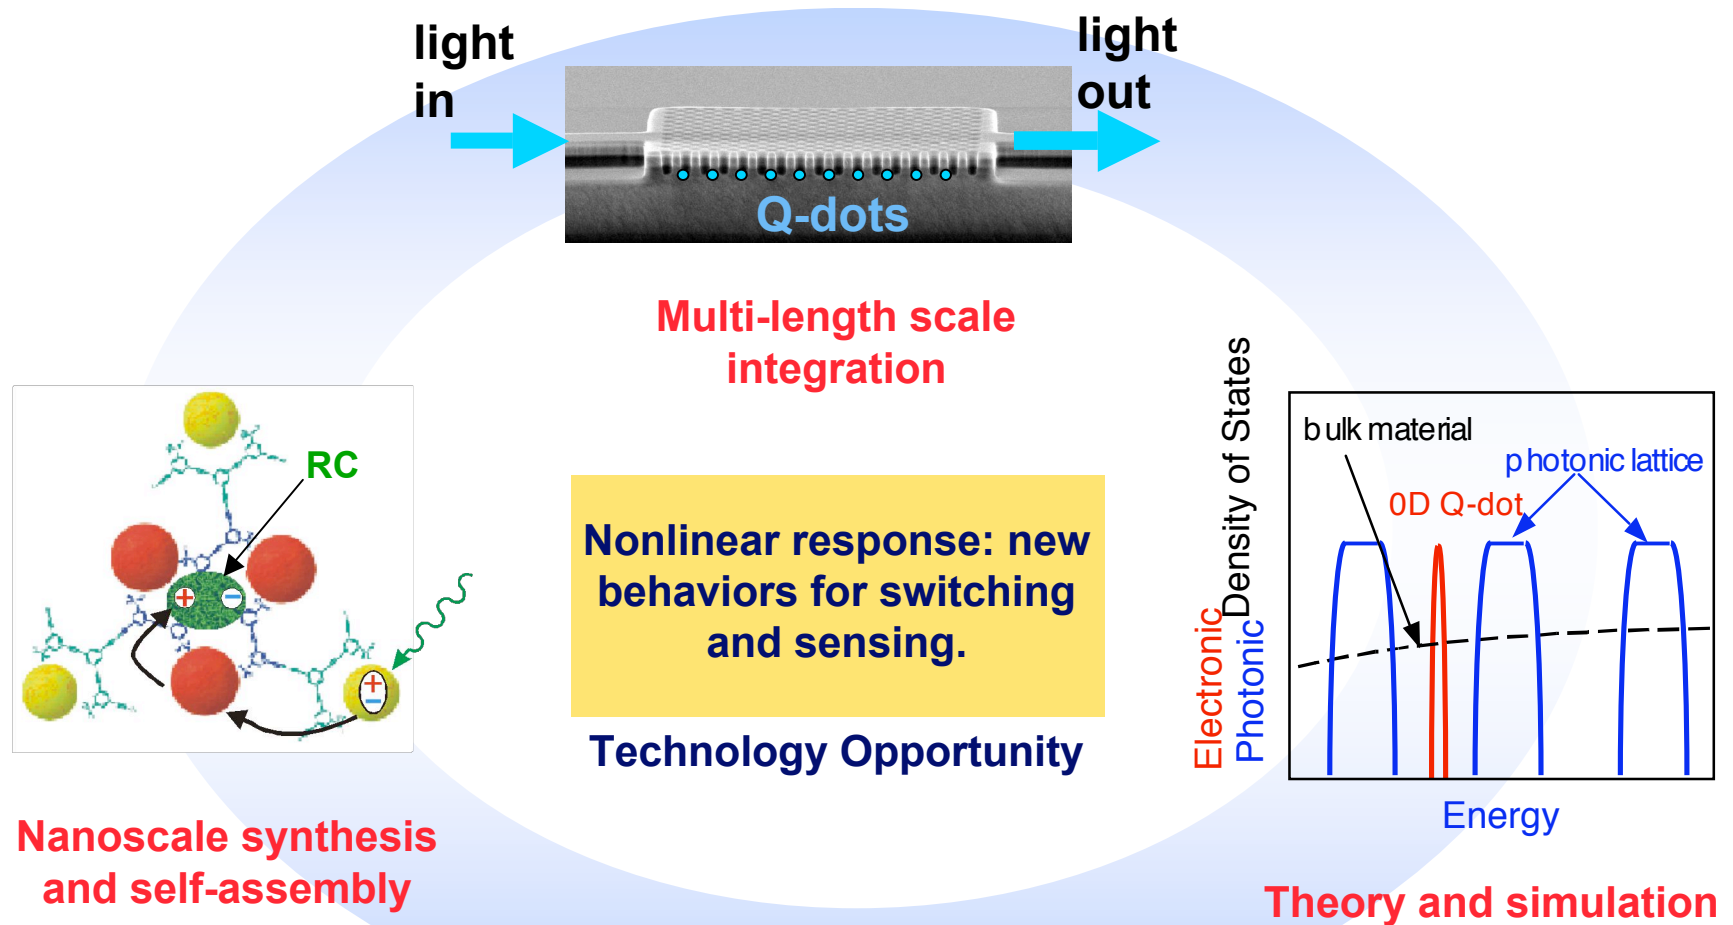 light
in
light
out
Q-dots
Multi-length scale
integration
RC
+
−
+
−
Nanoscale synthesis
and self-assembly
Nonlinear response: new
behaviors for switching
and sensing.
Technology Opportunity
Electronic
Photonic
Density of States
bulk material
photonic lattice
0D Q-dot
Energy
Theory and simulation